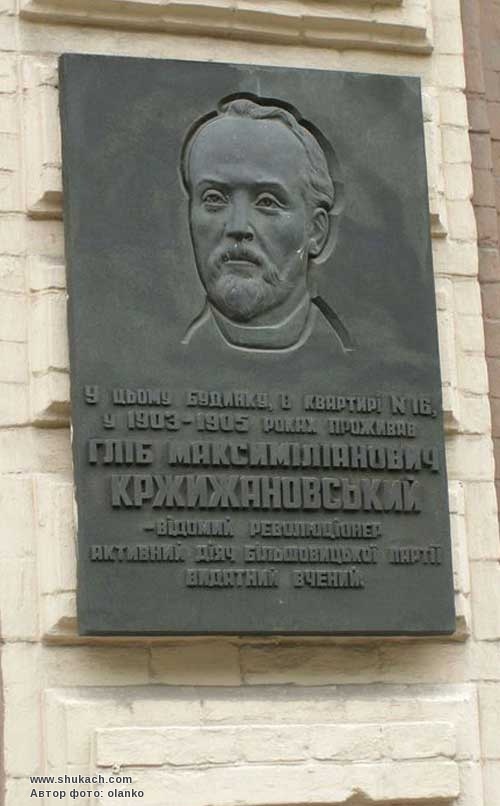 У ЦЬОМУ БУДИНКУ, В КВАРТИРІ N 16,
У 1903-1905 РОКАХ ПРОЖИВАВ
ГЛІБ МАКСИМІЛІАНОВИЧ
КРЖИЖАНОВСЬКИЙ
-ВІДОМИЙ РЕВОЛЮЦІОНЕР
АКТИВНИЙ ДІЯЧ БІЛЬШОВИЦЬКОЇ ПАРТІЇ
ВИДАТНИЙ ВЧЕНИЙ.
www.shukach.com
Автор фото: olanko